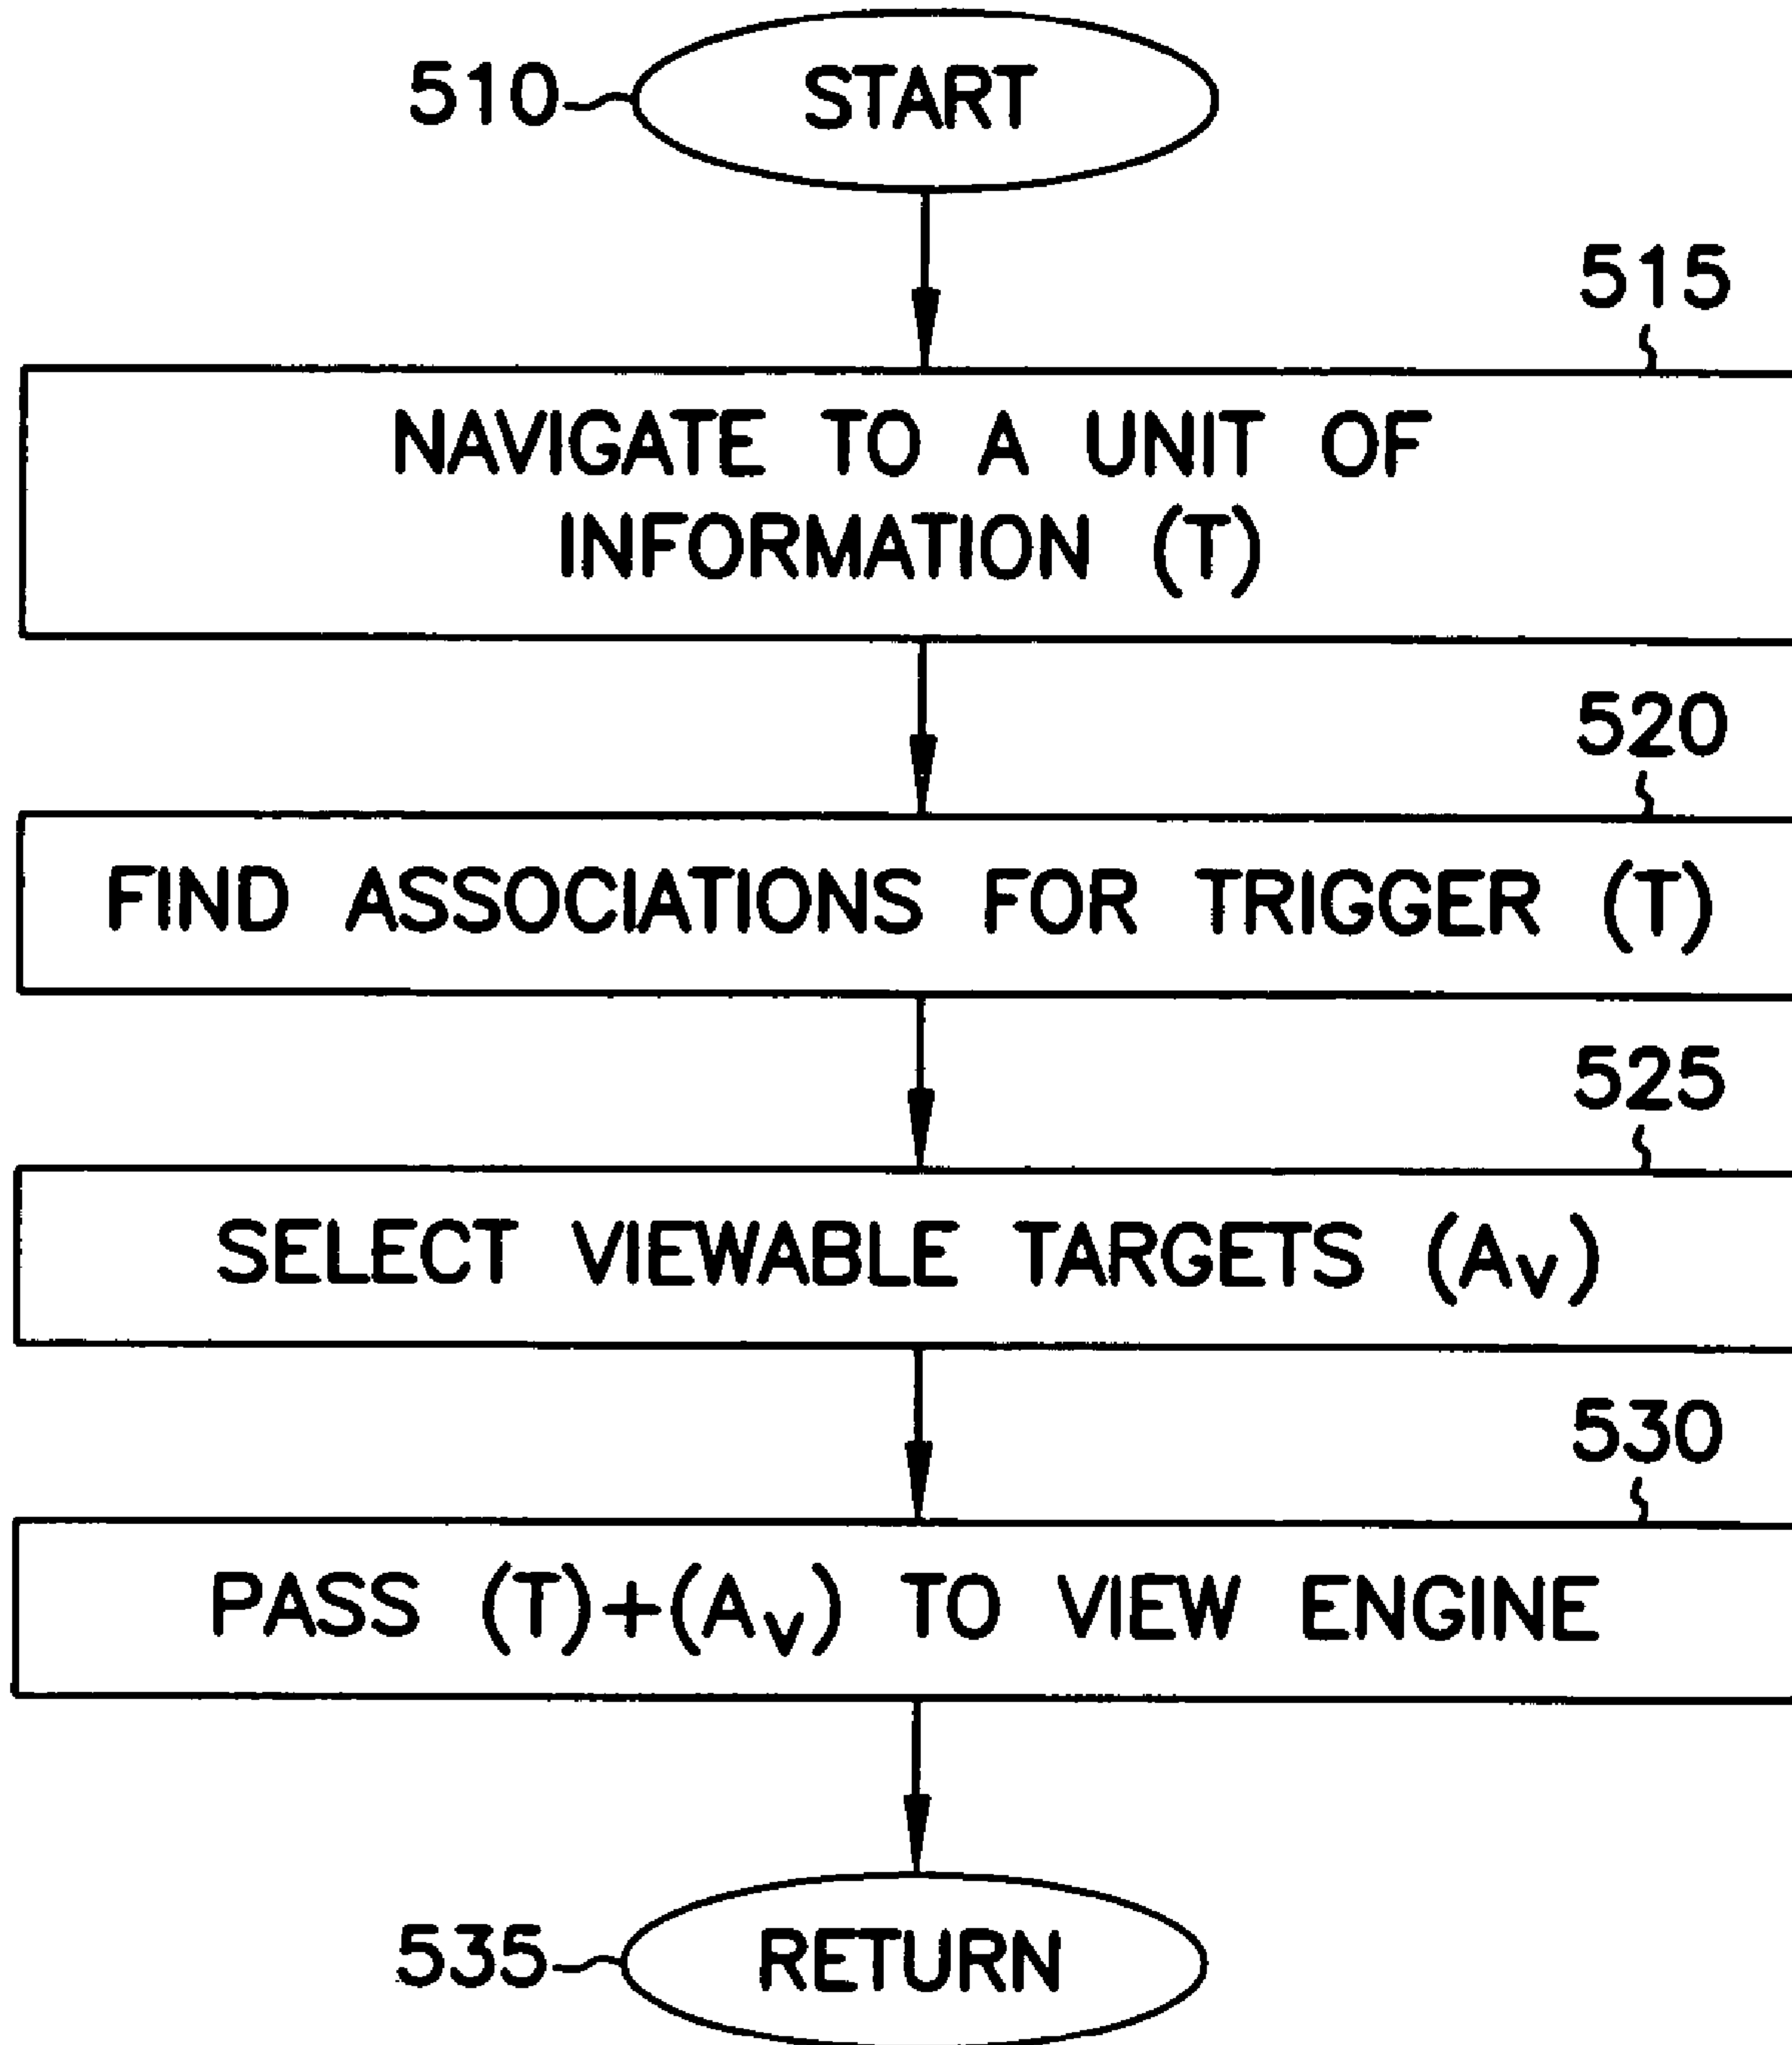 510
START
515
NAVIGATE TO A UNIT OF
INFORMATION (T)
520
FIND ASSOCIATIONS FOR TRIGGER (T)
525
SELECT VIEWABLE TARGETS (Av)
530
PASS (T)+(Av) TO VIEW ENGINE
535
RETURN